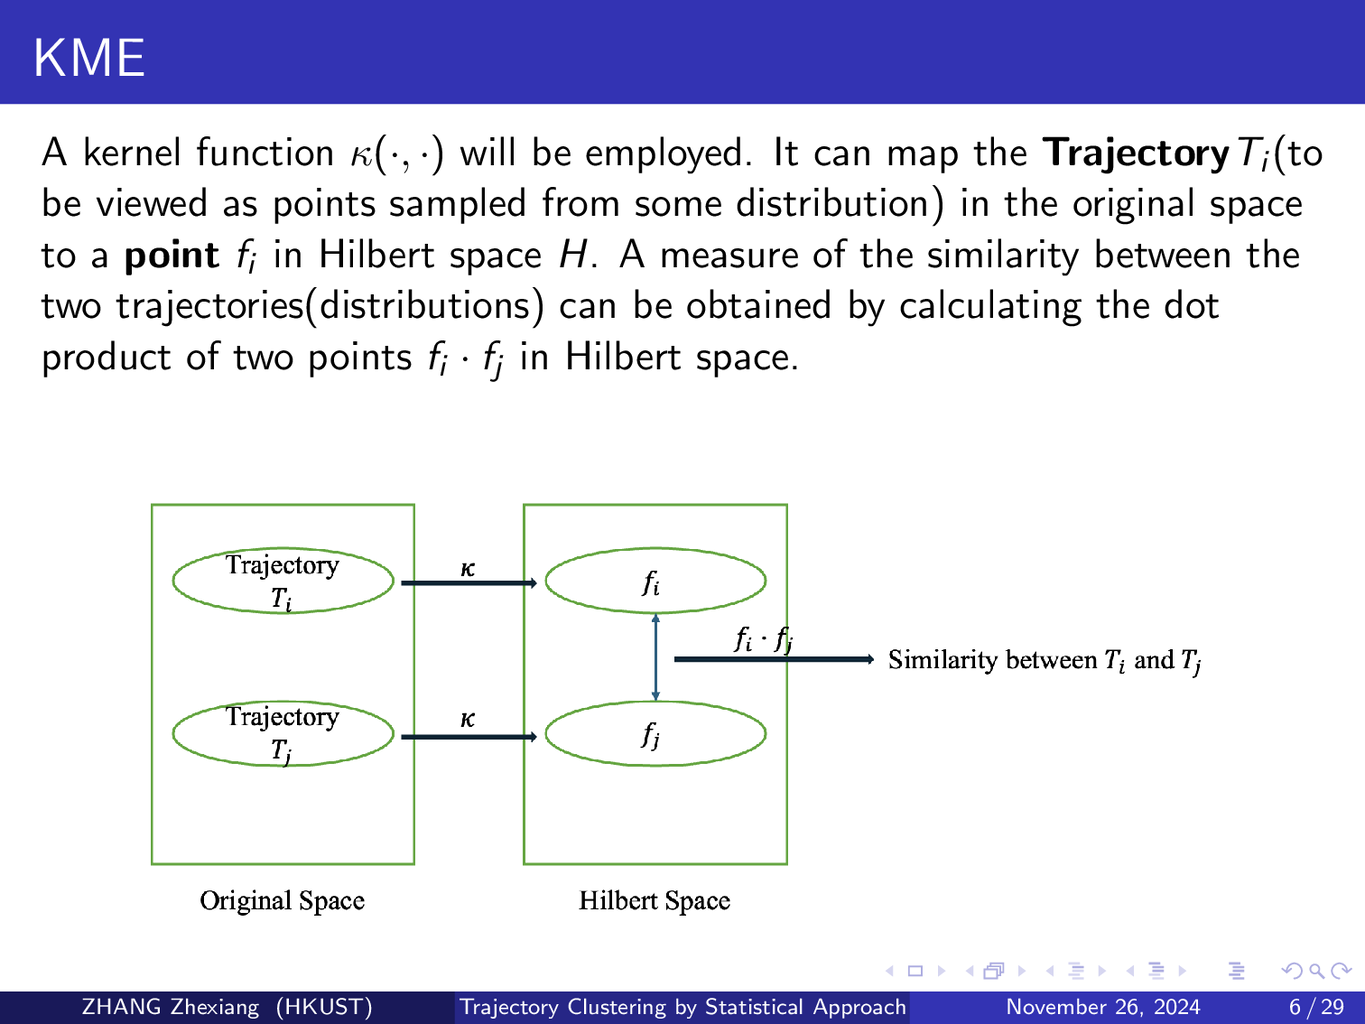 KME
A kernel function κ(·, ·) will be employed. It can map the Trajectory T_i(to
be viewed as points sampled from some distribution) in the original space
to a point f_i in Hilbert space H. A measure of the similarity between the
two trajectories(distributions) can be obtained by calculating the dot
product of two points f_i · f_j in Hilbert space.
Trajectory
T_i
κ
f_i
f_i · f_j
Similarity between T_i and T_j
Trajectory
T_j
κ
f_j
Original Space
Hilbert Space
ZHANG Zhexiang (HKUST)
Trajectory Clustering by Statistical Approach
November 26, 2024
6 / 29